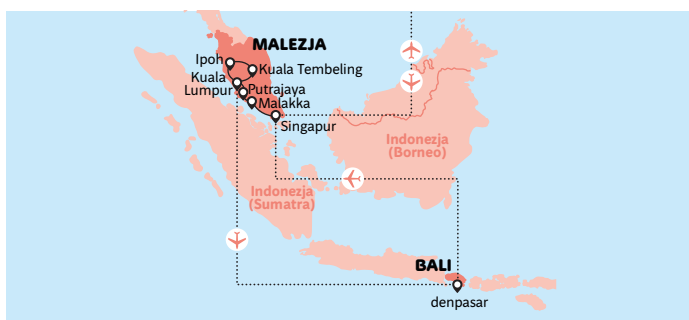 MALEZJA
Ipoh
Kuala Tembeling
Kuala
Lumpur
Putrajaya
Malakka
Singapur
Indonezja
(Borneo)
Indonezja
(Sumatra)
BALI
denpasar